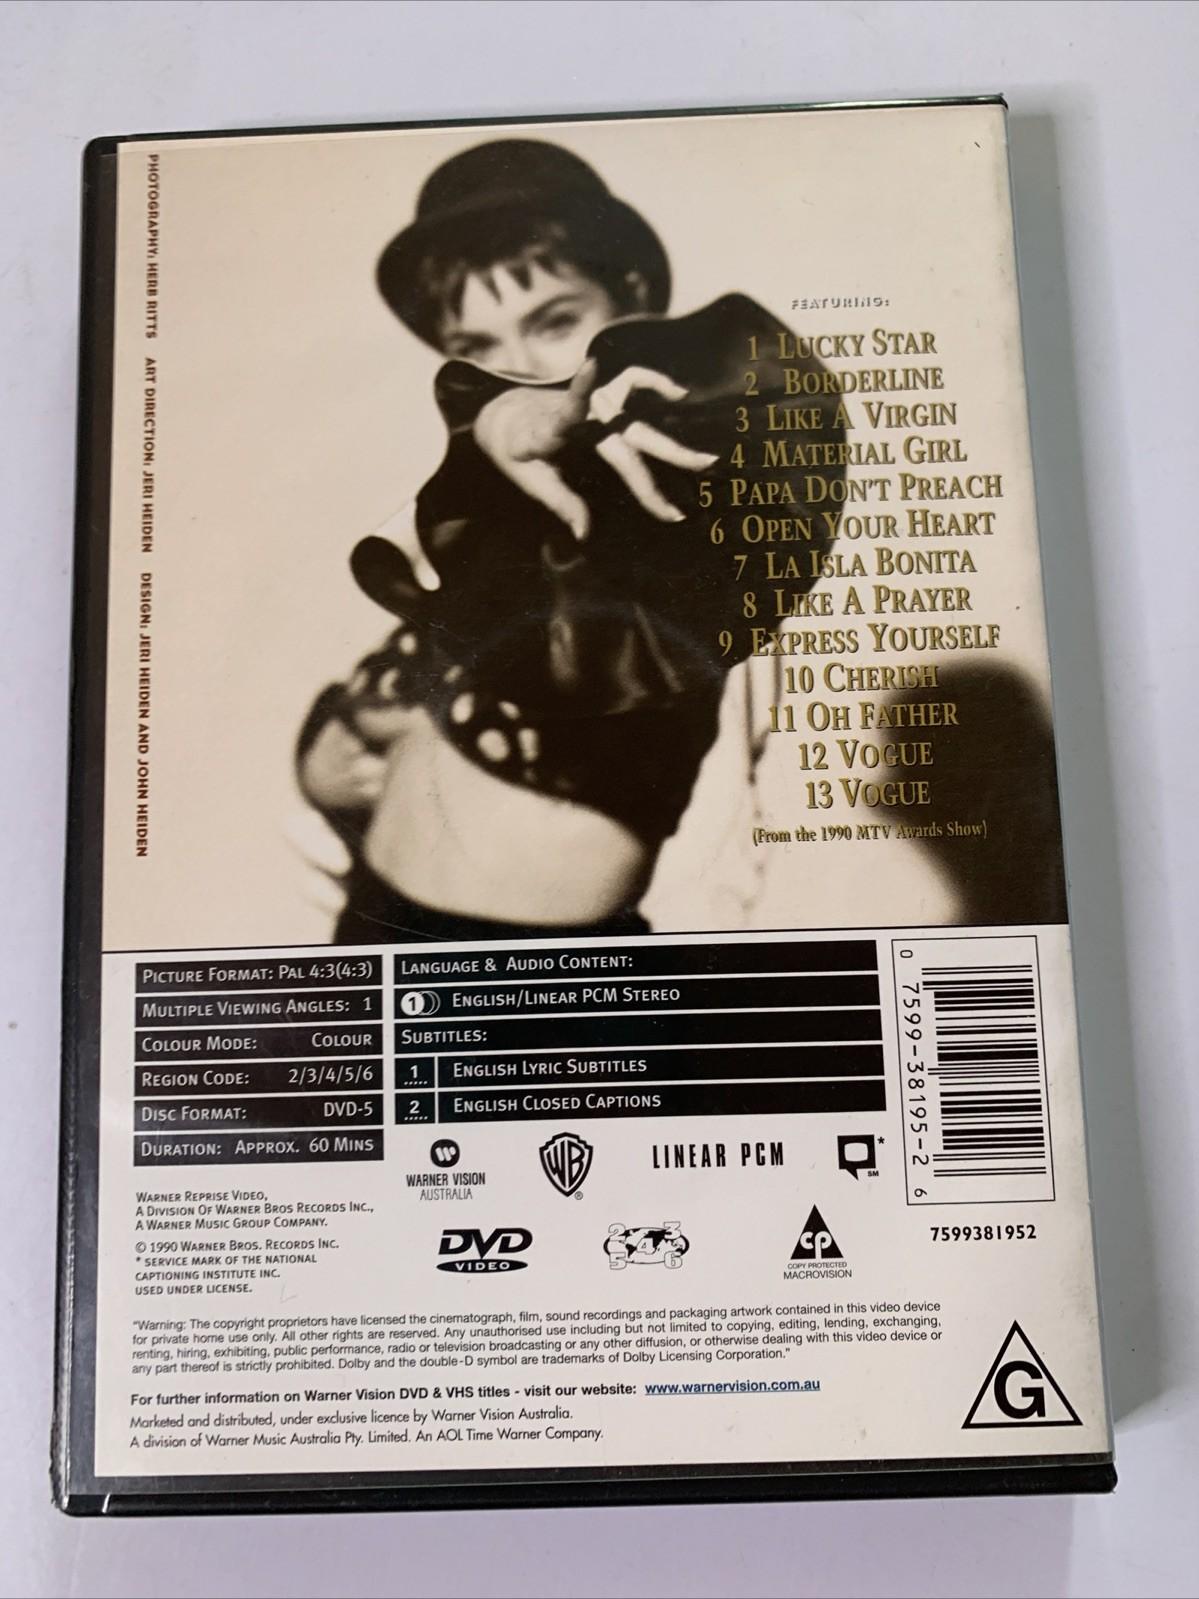 PHOTOGRAPHY: HERB RITTS   ART DIRECTION: JERI HEIDEN   DESIGN: JERI HEIDEN AND JOHN HEIDEN
FEATURING:
1 LUCKY STAR
2 BORDERLINE
3 LIKE A VIRGIN
4 MATERIAL GIRL
5 PAPA DON'T PREACH
6 OPEN YOUR HEART
7 LA ISLA BONITA
8 LIKE A PRAYER
9 EXPRESS YOURSELF
10 CHERISH
11 OH FATHER
12 VOGUE
13 VOGUE
(From the 1990 MTV Awards Show)
PICTURE FORMAT: PAL 4:3(4:3)
MULTIPLE VIEWING ANGLES: 1
COLOUR MODE: COLOUR
REGION CODE: 2/3/4/5/6
DISC FORMAT: DVD-5
DURATION: APPROX. 60 MINS
LANGUAGE & AUDIO CONTENT:
1 ENGLISH/LINEAR PCM STEREO
SUBTITLES:
1 ENGLISH LYRIC SUBTITLES
2 ENGLISH CLOSED CAPTIONS
0 7599-38195-2 6
7599381952
WARNER VISION
AUSTRALIA
WB
®
LINEAR PCM
* SM
DVD
VIDEO
2 3 4 5 6
CP
COPY PROTECTED
MACROVISION
WARNER REPRISE VIDEO,
A DIVISION OF WARNER BROS RECORDS INC.,
A WARNER MUSIC GROUP COMPANY.
© 1990 WARNER BROS. RECORDS INC.
* SERVICE MARK OF THE NATIONAL
CAPTIONING INSTITUTE INC.
USED UNDER LICENSE.
"Warning: The copyright proprietors have licensed the cinematograph, film, sound recordings and packaging artwork contained in this video device
for private home use only. All other rights are reserved. Any unauthorised use including but not limited to copying, editing, lending, exchanging,
renting, hiring, exhibiting, public performance, radio or television broadcasting or any other diffusion, or otherwise dealing with this video device or
any part thereof is strictly prohibited. Dolby and the double-D symbol are trademarks of Dolby Licensing Corporation."
For further information on Warner Vision DVD & VHS titles - visit our website: www.warnervision.com.au
Marketed and distributed, under exclusive licence by Warner Vision Australia.
A division of Warner Music Australia Pty. Limited. An AOL Time Warner Company.
G